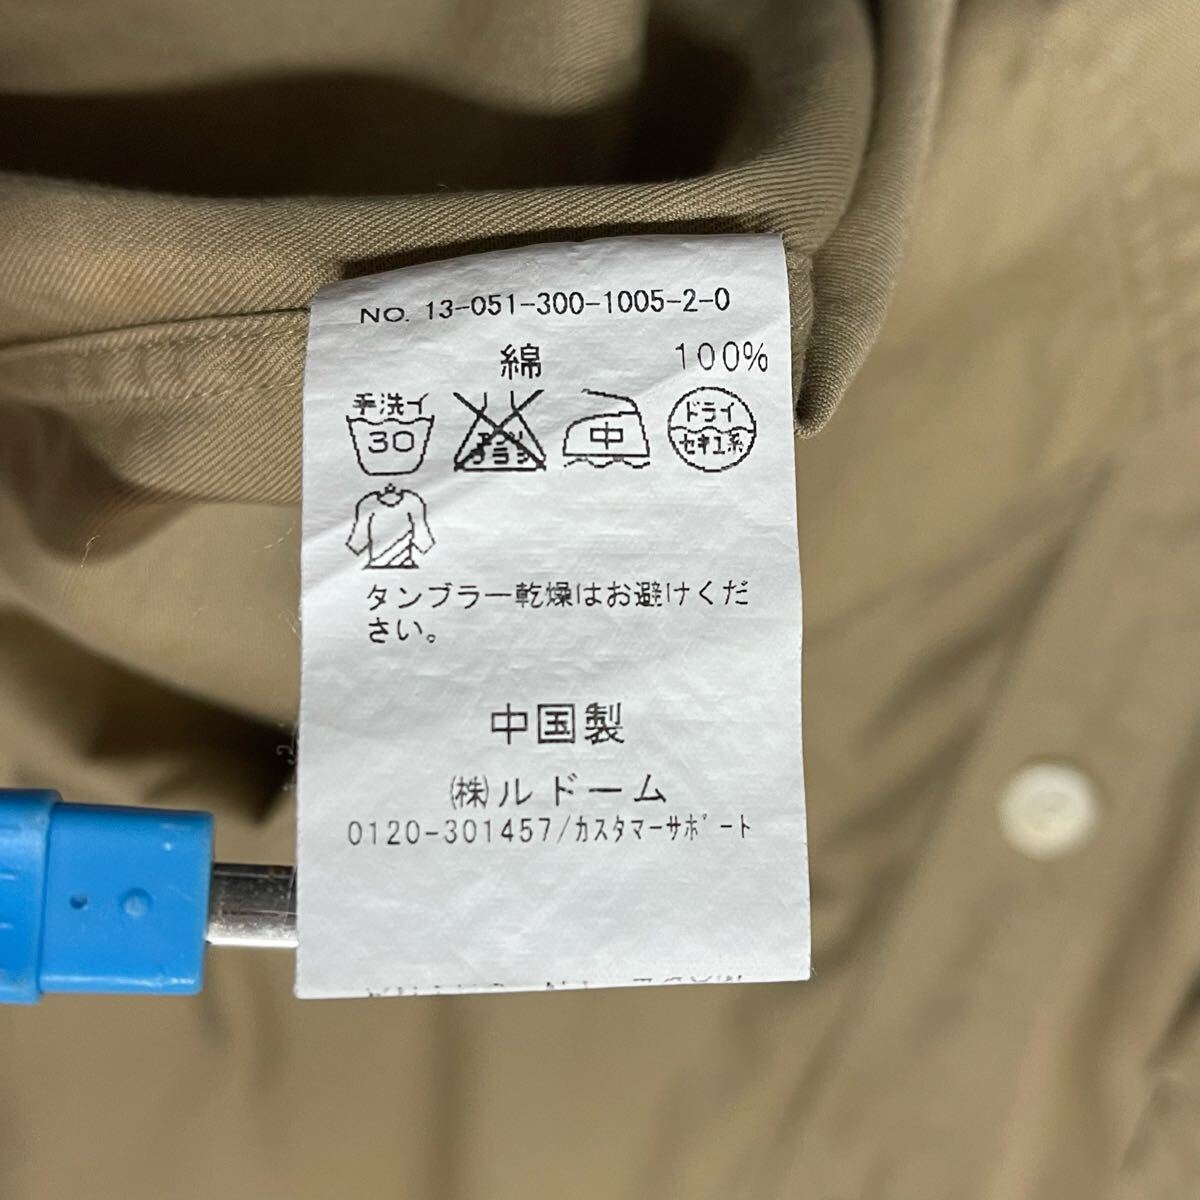 NO. 13-051-300-1005-2-0
綿 100%
手洗イ 30
エンソサラシ
中
ドライ セキユ系
タンブラー乾燥はお避けくだ
さい。
中国製
㈱ルドーム
0120-301457/カスタマーサポート